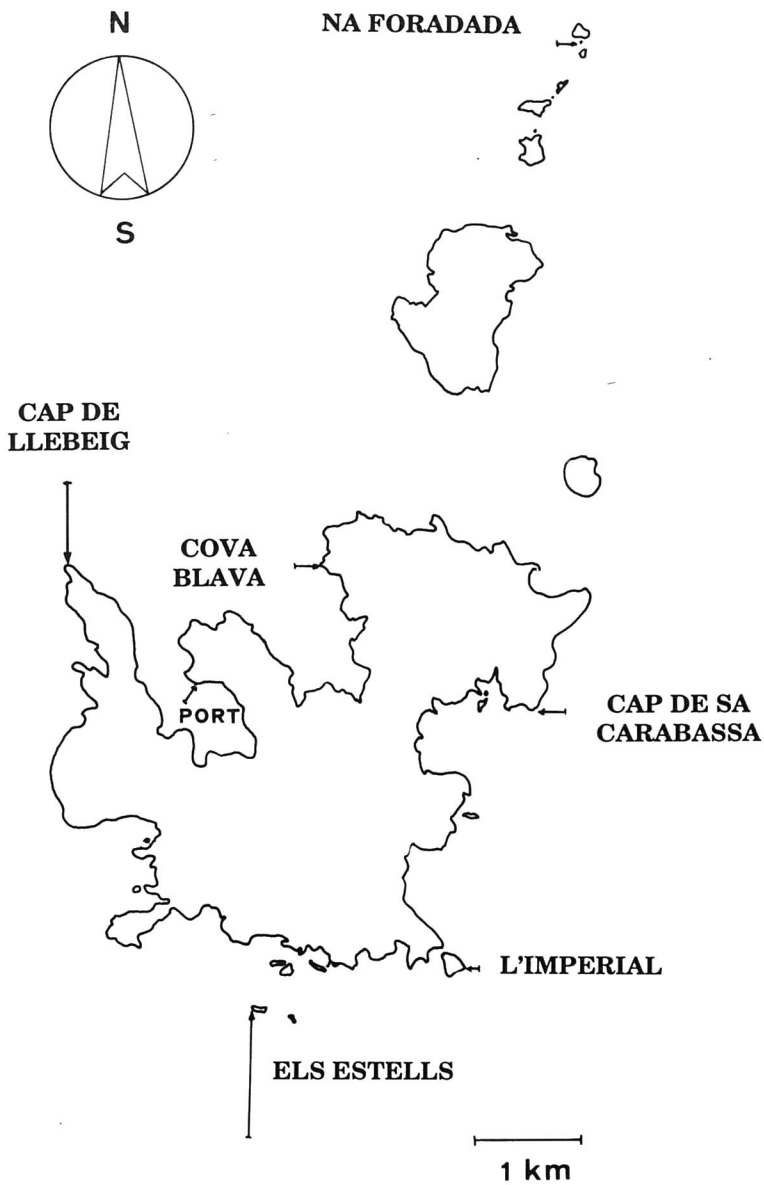 N
NA FORADADA
S
CAP DE
LLEBEIG
COVA
BLAVA
PORT
CAP DE SA
CARABASSA
L'IMPERIAL
ELS ESTELLS
1 km